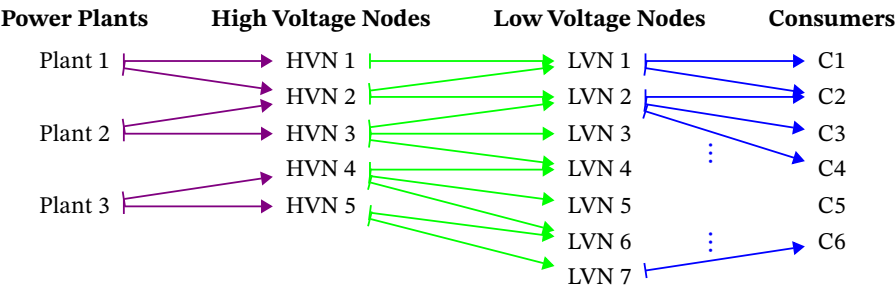 Power Plants High Voltage Nodes Low Voltage Nodes Consumers
Plant 1 HVN 1 LVN 1 C1
HVN 2 LVN 2 C2
Plant 2 HVN 3 LVN 3 C3
HVN 4 LVN 4 C4
Plant 3 HVN 5 LVN 5 C5
LVN 6 C6
LVN 7